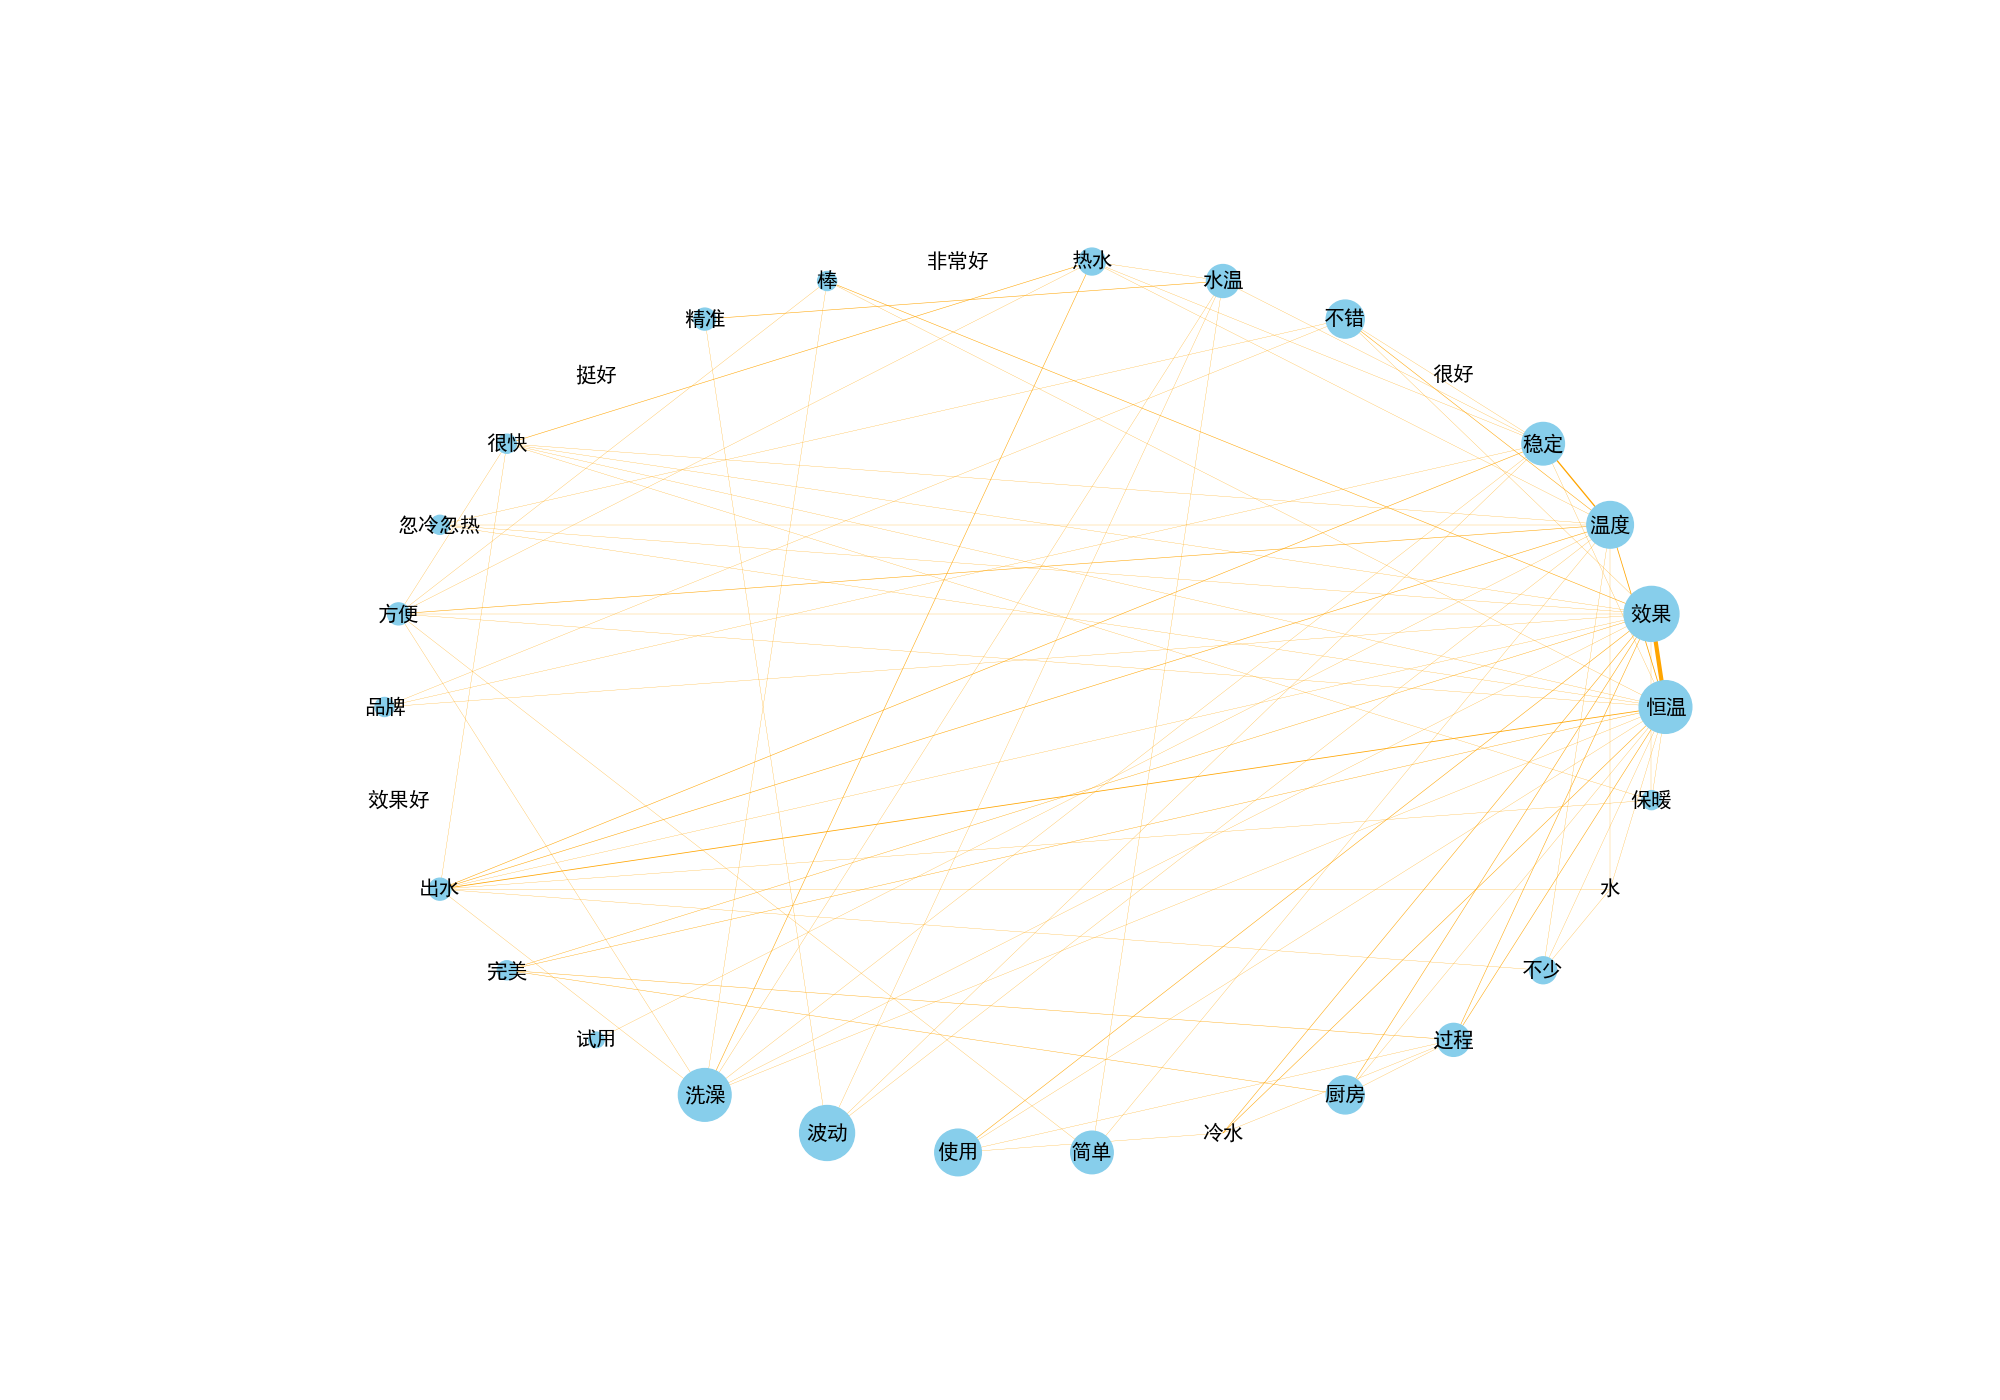 非常好
热水
棒
水温
精准
不错
挺好
很好
很快
稳定
忽冷忽热
温度
方便
效果
品牌
恒温
效果好
保暖
出水
水
完美
不少
试用
过程
洗澡
厨房
波动
冷水
使用
简单